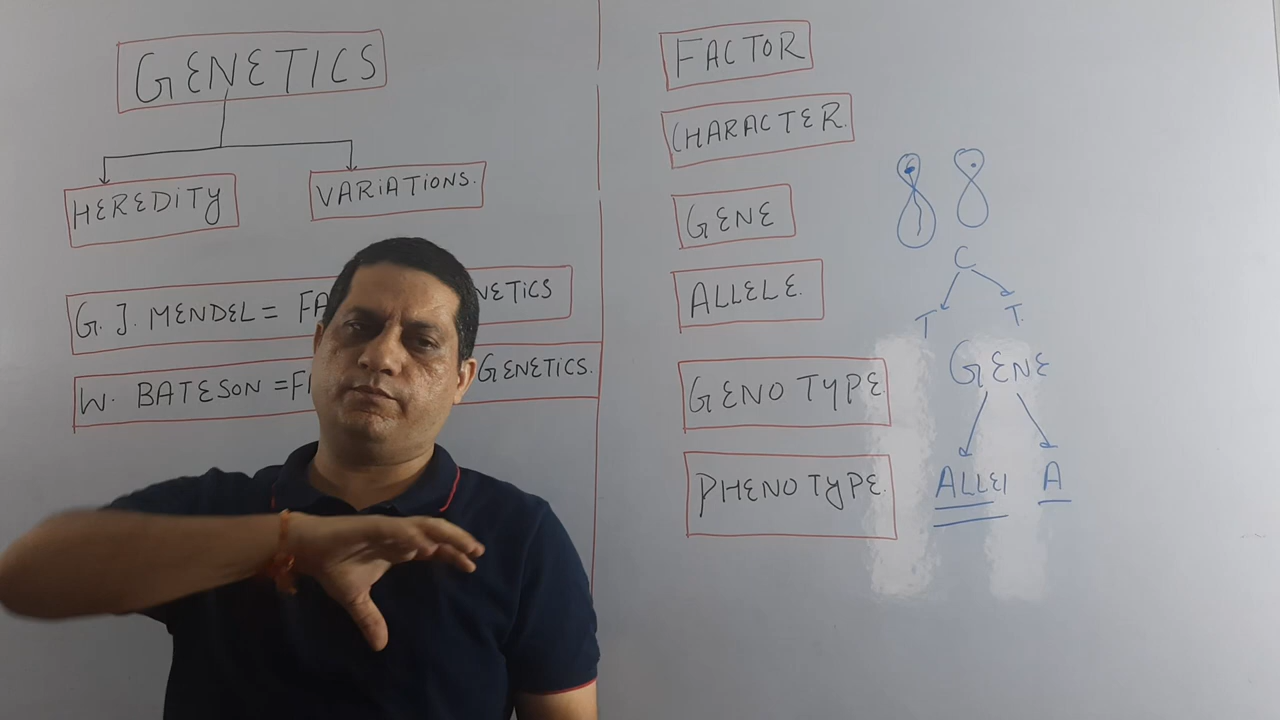 GENETICS
HEREDITY
VARIATIONS.
G. J. MENDEL = FA NETICS
W. BATESON = F GENETICS.
FACTOR
CHARACTER.
GENE
ALLELE.
GENOTYPE.
PHENOTYPE.
C
T T.
GENE
ALLEl A